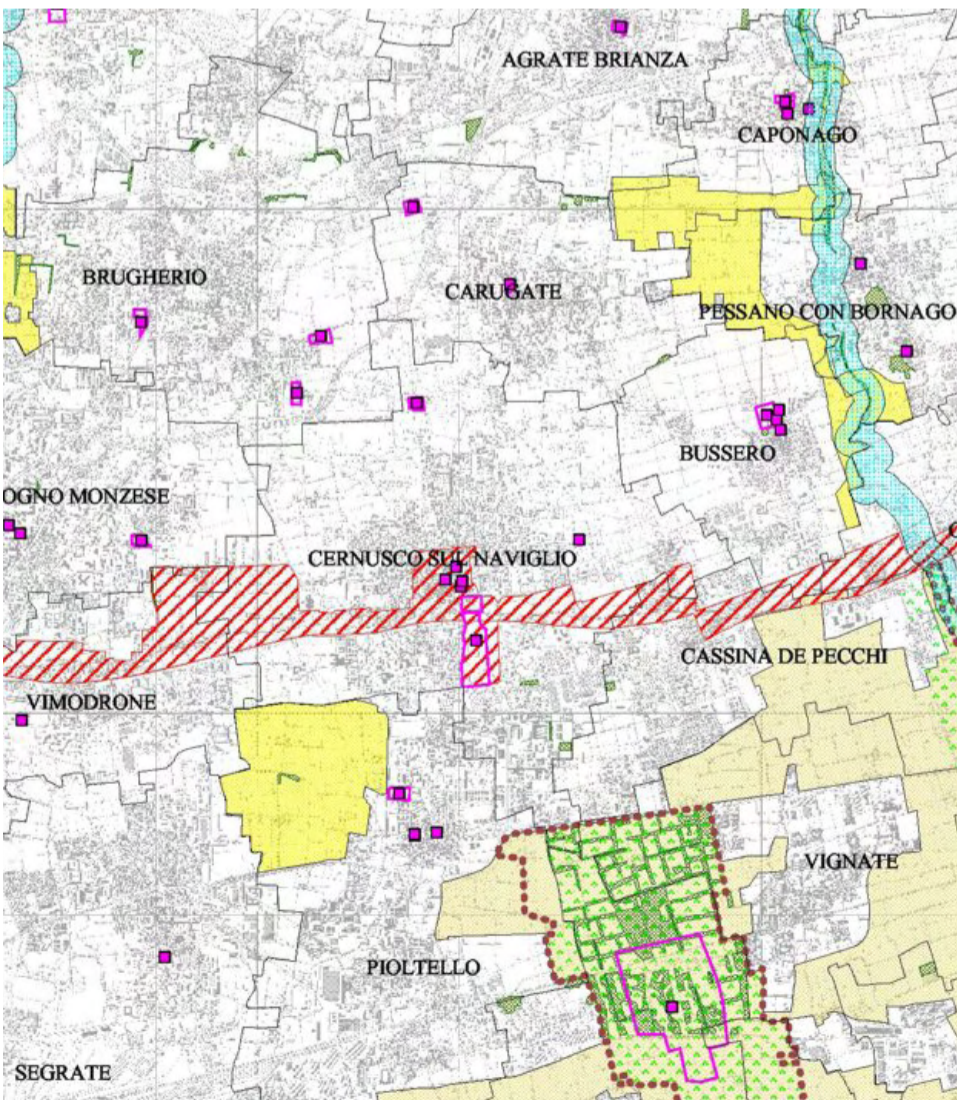 AGRATE BRIANZA
CAPONAGO
BRUGHERIO
CARUGATE
PESSANO CON BORNAGO
BUSSERO
OGNO MONZESE
CERNUSCO SUL NAVIGLIO
CASSINA DE PECCHI
VIMODRONE
VIGNATE
PIOLTELLO
SEGRATE